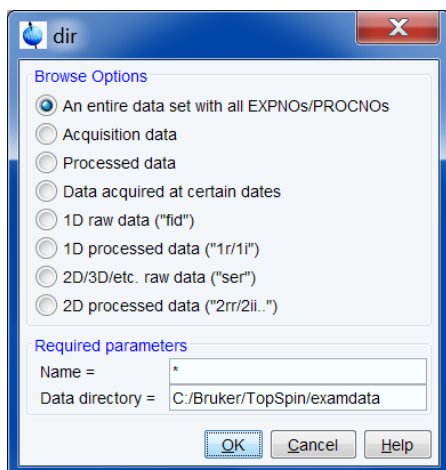 dir
Browse Options
An entire data set with all EXPNOs/PROCNOs
Acquisition data
Processed data
Data acquired at certain dates
1D raw data ("fid")
1D processed data ("1r/1i")
2D/3D/etc. raw data ("ser")
2D processed data ("2rr/2ii..")
Required parameters
Name = *
Data directory = C:/Bruker/TopSpin/examdata
OK Cancel Help